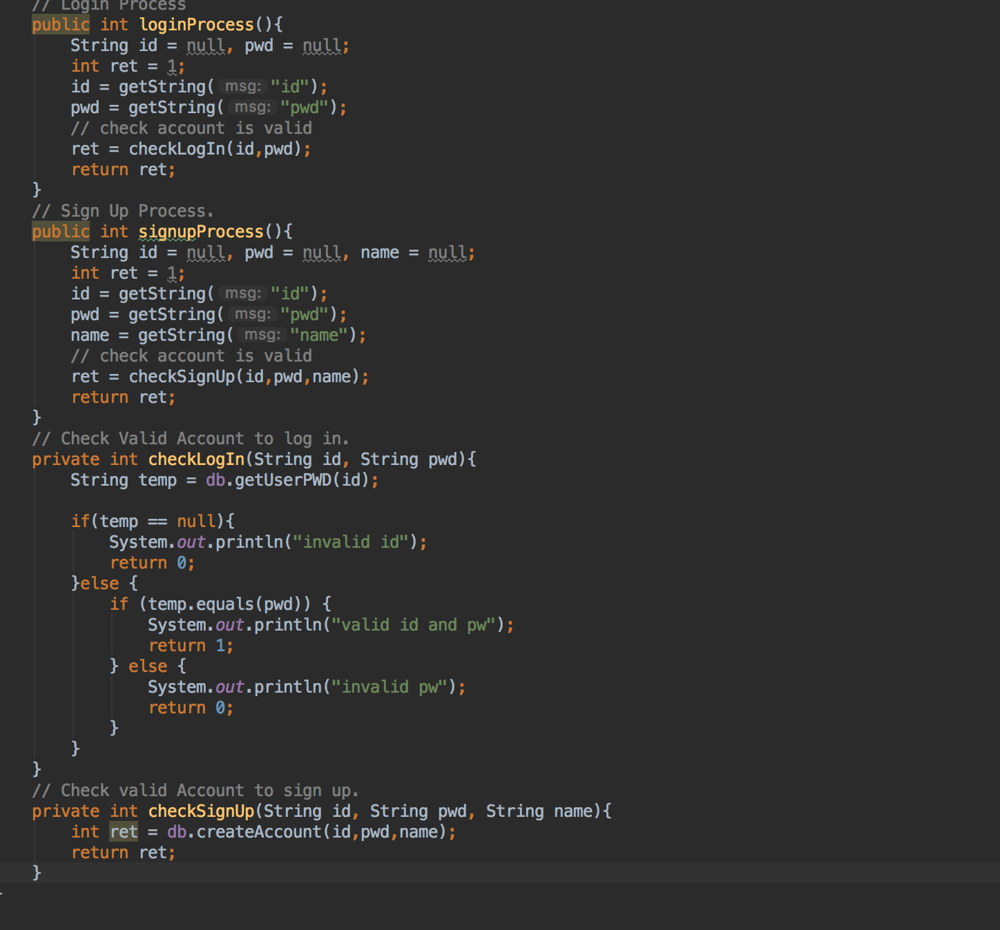 // Login Process
public int loginProcess(){
    String id = null, pwd = null;
    int ret = 1;
    id = getString( msg: "id");
    pwd = getString( msg: "pwd");
    // check account is valid
    ret = checkLogIn(id,pwd);
    return ret;
}
// Sign Up Process.
public int signupProcess(){
    String id = null, pwd = null, name = null;
    int ret = 1;
    id = getString( msg: "id");
    pwd = getString( msg: "pwd");
    name = getString( msg: "name");
    // check account is valid
    ret = checkSignUp(id,pwd,name);
    return ret;
}
// Check Valid Account to log in.
private int checkLogIn(String id, String pwd){
    String temp = db.getUserPWD(id);

    if(temp == null){
        System.out.println("invalid id");
        return 0;
    }else {
        if (temp.equals(pwd)) {
            System.out.println("valid id and pw");
            return 1;
        } else {
            System.out.println("invalid pw");
            return 0;
        }
    }
}
// Check valid Account to sign up.
private int checkSignUp(String id, String pwd, String name){
    int ret = db.createAccount(id,pwd,name);
    return ret;
}